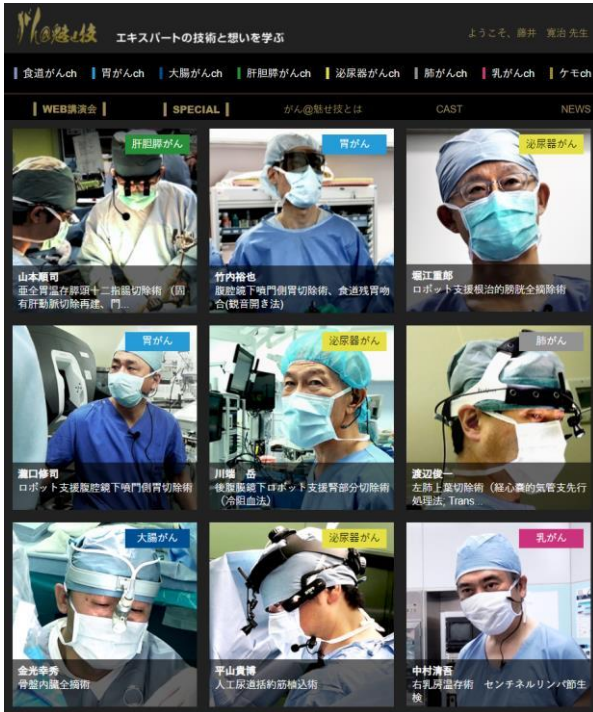 がん@魅せ技
エキスパートの技術と想いを学ぶ
ようこそ、藤井 寛治 先生
食道がんch 胃がんch 大腸がんch 肝胆膵がんch 泌尿器がんch 肺がんch 乳がんch ケモch
WEB講演会 SPECIAL がん@魅せ技とは CAST NEWS
肝胆膵がん
山本順司
亜全胃温存膵頭十二指腸切除術 (固
有肝動脈切除再建、門...
胃がん
竹内裕也
腹腔鏡下噴門側胃切除術、食道残胃吻
合(観音開き法)
泌尿器がん
堀江重郎
ロボット支援根治的膀胱全摘除術
胃がん
瀧口修司
ロボット支援腹腔鏡下噴門側胃切除術
泌尿器がん
川端 岳
後腹膜鏡下ロボット支援腎部分切除術
(冷阻血法)
肺がん
渡辺俊一
左肺上葉切除術(経心嚢的気管支先行
処理法; Trans...
大腸がん
金光幸秀
骨盤内臓全摘術
泌尿器がん
平山貴博
人工尿道括約筋植込術
乳がん
中村清吾
右乳房温存術 センチネルリンパ節生
検